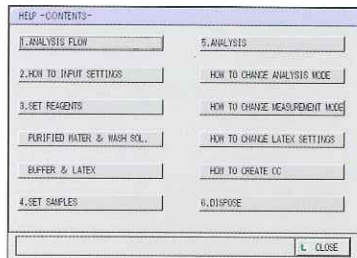 HELP -CONTENTS-
1.ANALYSIS FLOW
2.HOW TO INPUT SETTINGS
3.SET REAGENTS
PURIFIED WATER & WASH SOL.
BUFFER & LATEX
4.SET SAMPLES
5.ANALYSIS
HOW TO CHANGE ANALYSIS MODE
HOW TO CHANGE MEASUREMENT MODE
HOW TO CHANGE LATEX SETTINGS
HOW TO CREATE CC
6.DISPOSE
CLOSE